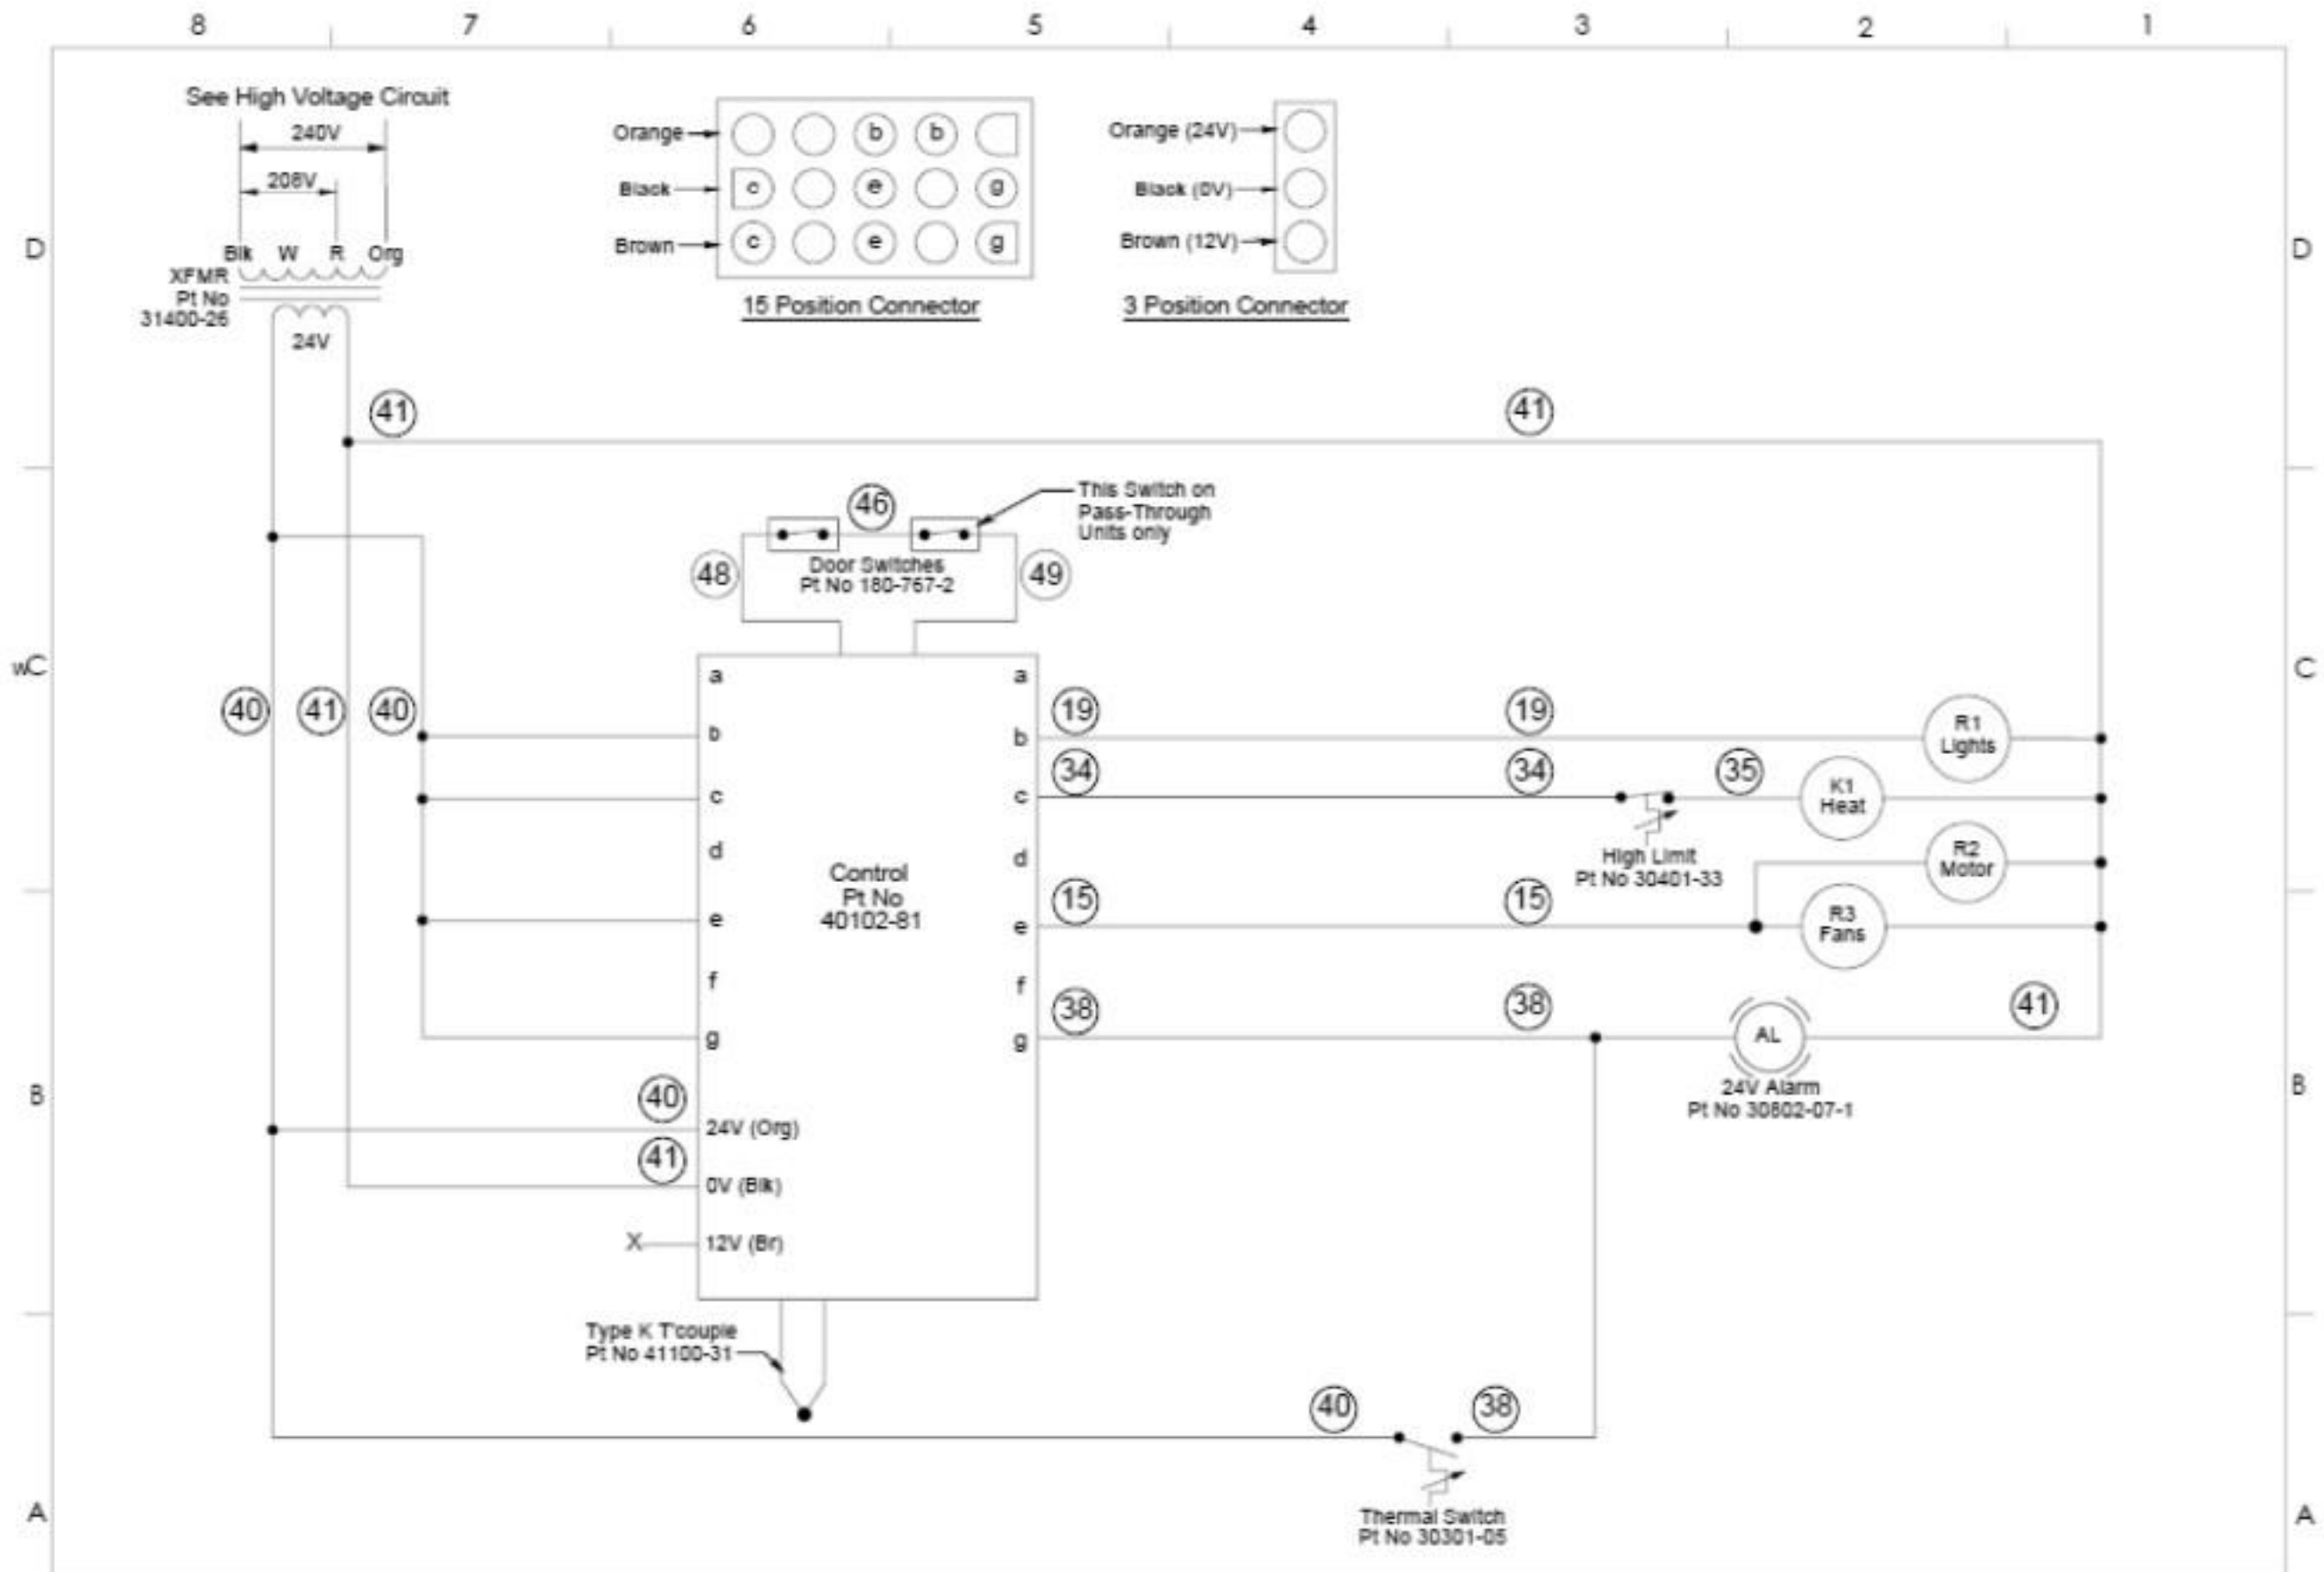 8 7 6 5 4 3 2 1
See High Voltage Circuit
240V
208V
Blk W R Org
XFMR
Pt No
31400-26
24V
Orange b b
Black c e g
Brown c e g
15 Position Connector
Orange (24V)
Black (0V)
Brown (12V)
3 Position Connector
D D
41 41
46
This Switch on
Pass-Through
Units only
48 49
Door Switches
Pt No 180-767-2
wC C
40 41 40
a a
b b
c c
d d
e e
f f
g g
Control
Pt No
40102-81
19 19
R1
Lights
34 34 35
K1
Heat
High Limit
Pt No 30401-33
R2
Motor
15 15
R3
Fans
38 38 41
AL
24V Alarm
Pt No 30802-07-1
B B
40
24V (Org)
41
0V (Blk)
X 12V (Br)
Type K T'couple
Pt No 41100-31
40 38
Thermal Switch
Pt No 30301-05
A A